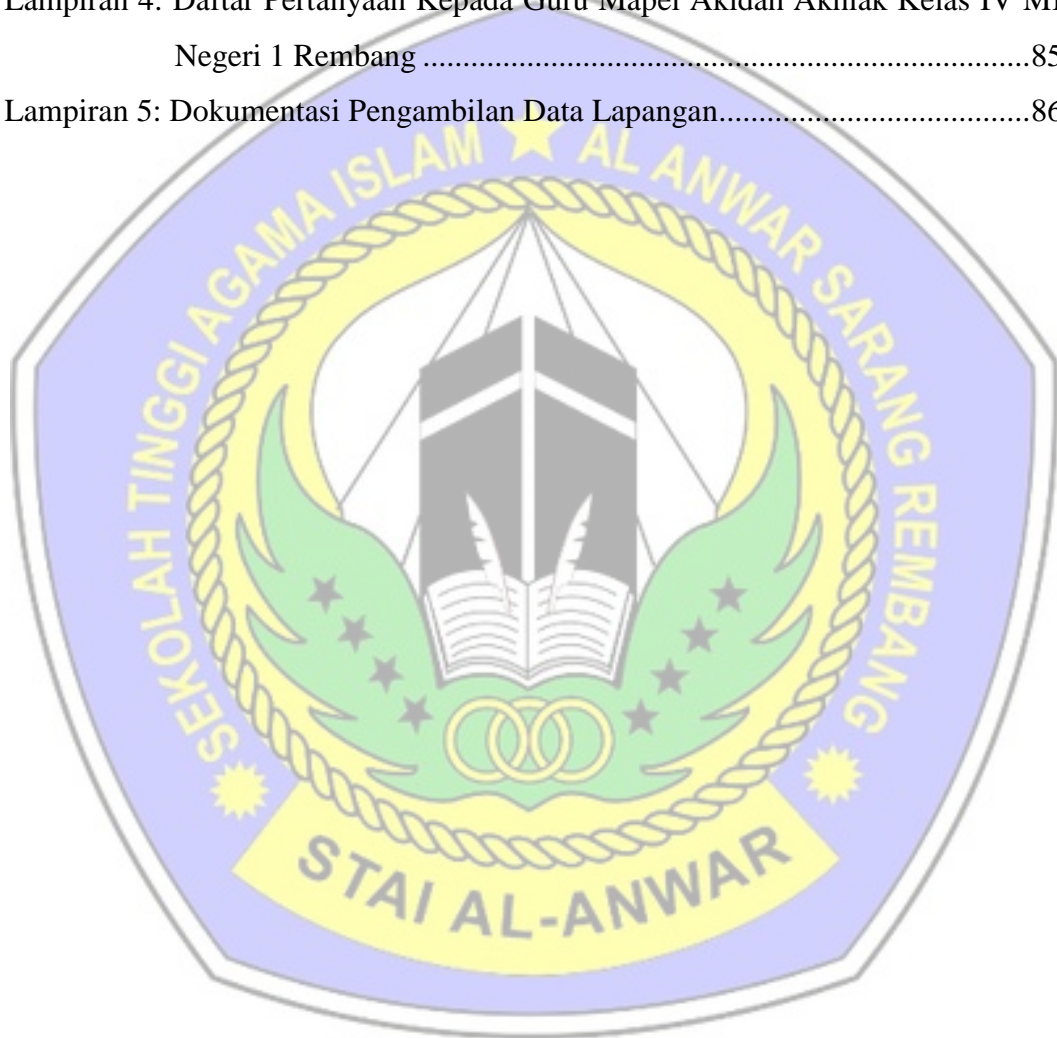 Lampiran 4: Daftar Pertanyaan Kepada Guru Mapel Akidah Akhlak Kelas IV MI
Negeri 1 Rembang ..........................................................................85
Lampiran 5: Dokumentasi Pengambilan Data Lapangan......................................86
SEKOLAH TINGGI AGAMA ISLAM ★ AL ANWAR SARANG REMBANG
STAI AL-ANWAR